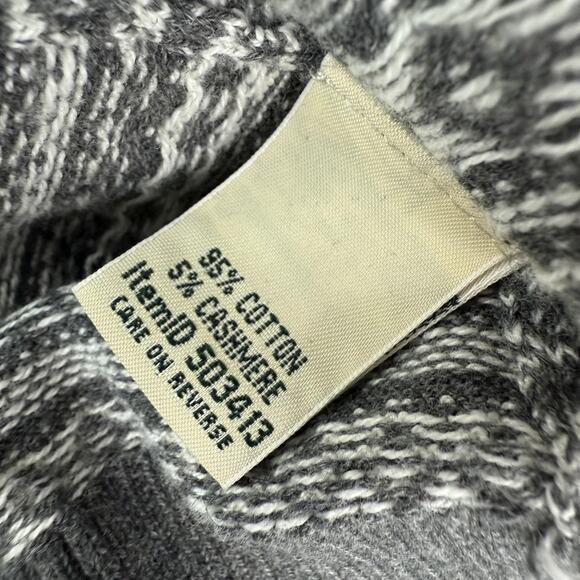 95% COTTON
5% CASHMERE
ItemID 503413
CARE ON REVERSE